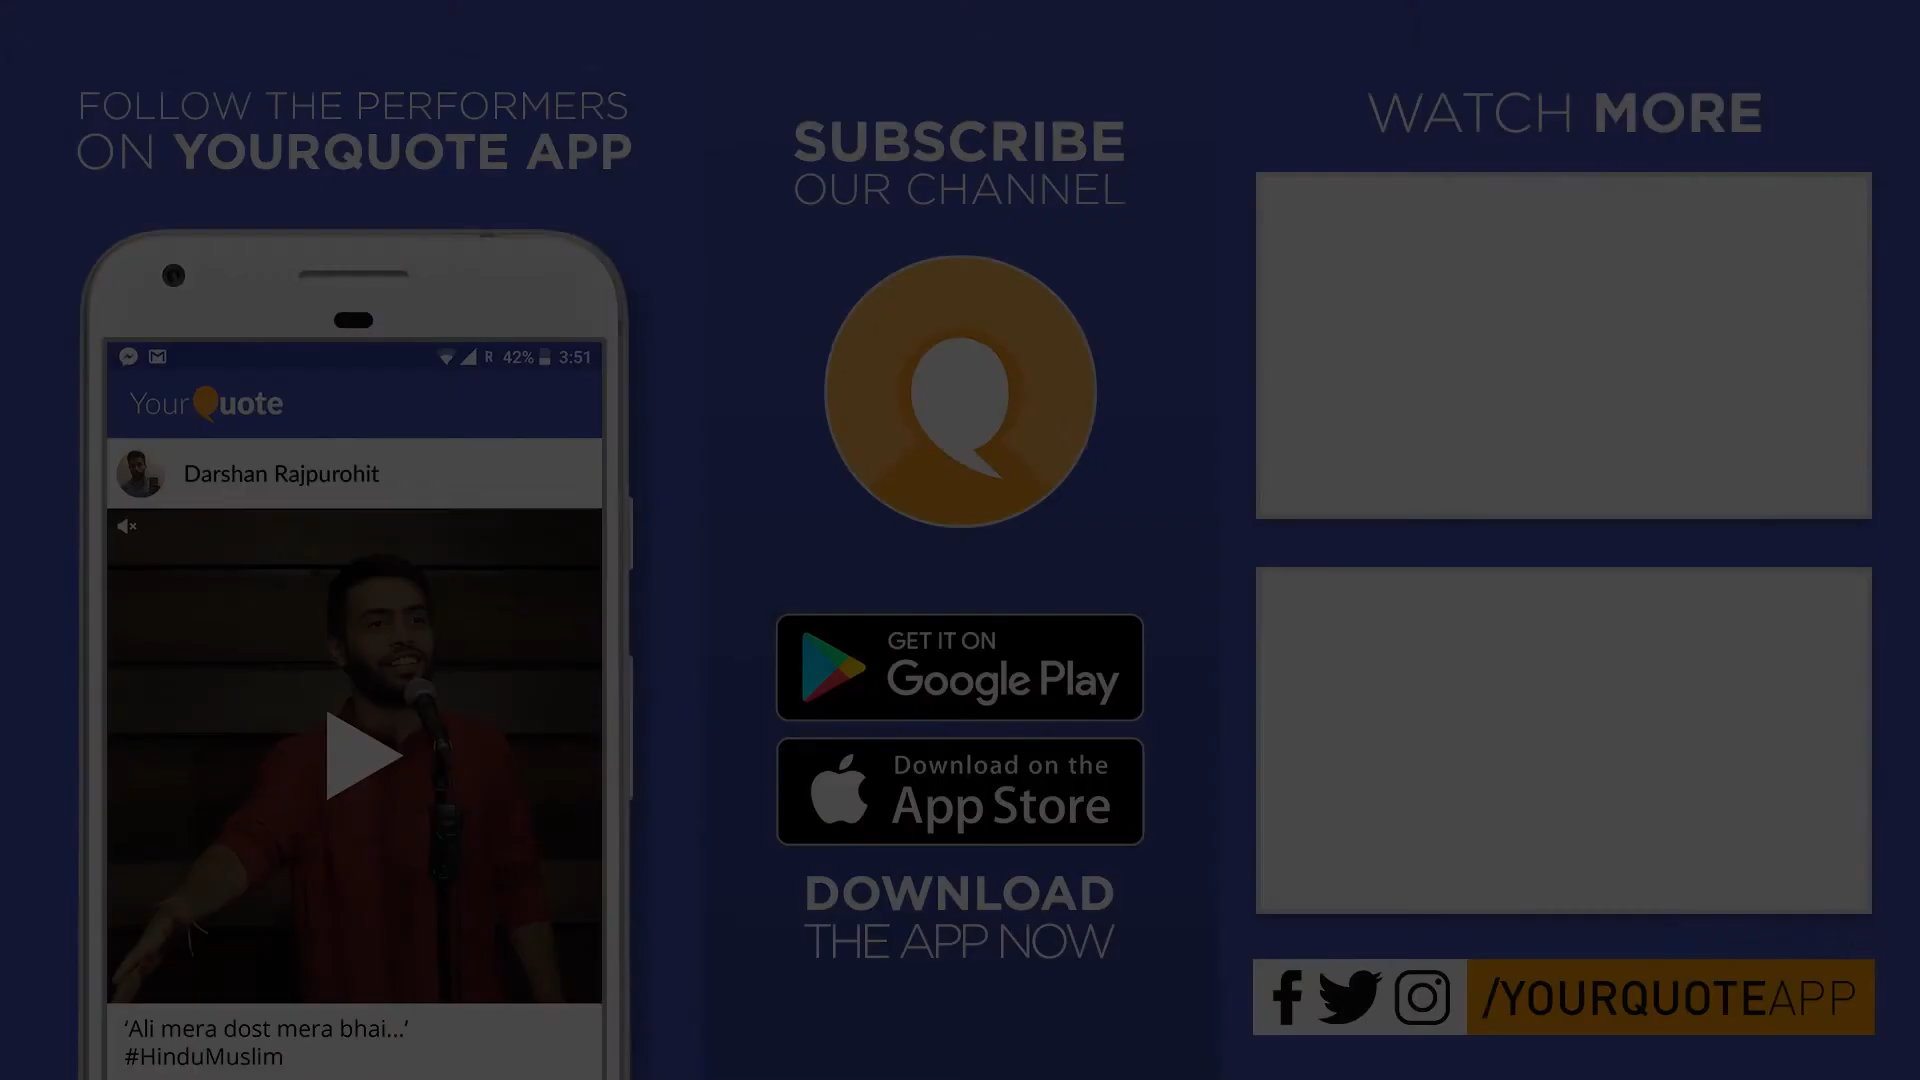 FOLLOW THE PERFORMERS
ON YOURQUOTE APP
R 42% 3:51
YourQuote
Darshan Rajpurohit
‘Ali mera dost mera bhai...’
#HinduMuslim
SUBSCRIBE
OUR CHANNEL
GET IT ON
Google Play
Download on the
App Store
DOWNLOAD
THE APP NOW
WATCH MORE
/YOURQUOTEAPP